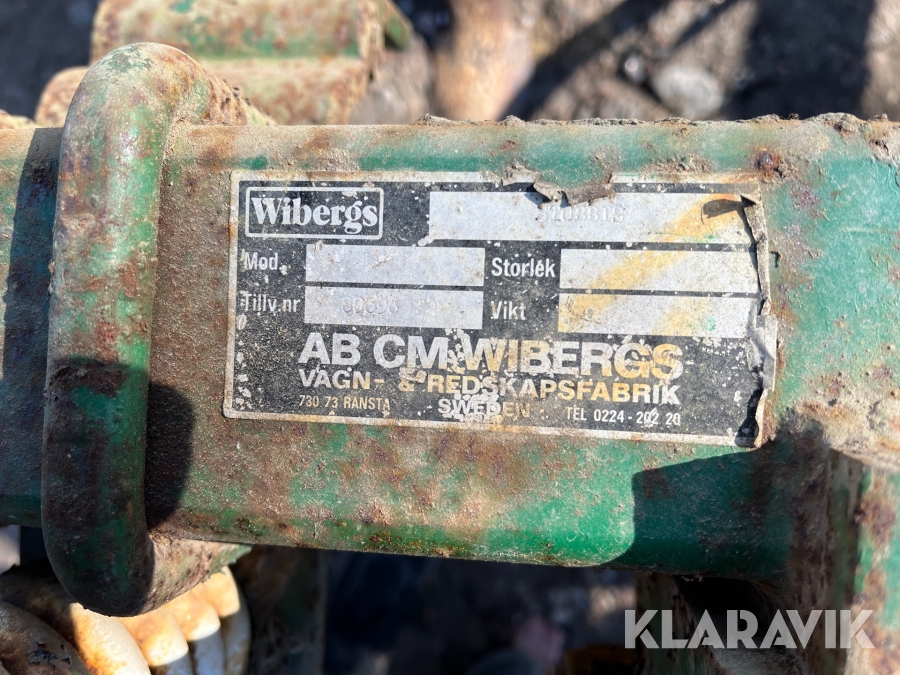 Wibergs
Mod.
Storlek
Tillv.nr
Vikt
AB CM WIBERGS
VAGN- & REDSKAPSFABRIK
730 73 RANSTA SWEDEN TEL 0224-202 20
KLARAVIK